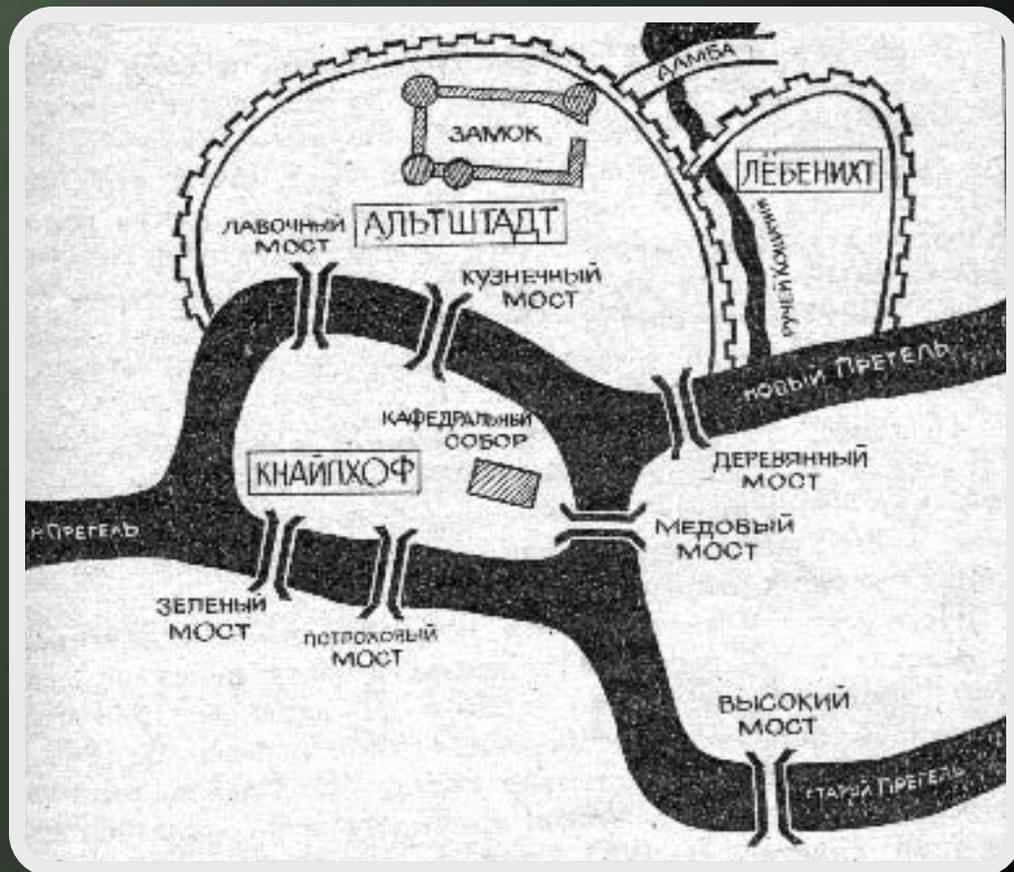 ДАМБА
ЗАМОК
ЛЁБЕНИХТ
ЛАВОЧНЫЙ
МОСТ
АЛЬТШТАДТ
КУЗНЕЧНЫЙ
МОСТ
РУЧЕЙ
НОВЫЙ ПРЕГЕЛЬ
КАФЕДРАЛЬНЫЙ
СОБОР
КНАЙПХОФ
ДЕРЕВЯННЫЙ
МОСТ
Р. ПРЕГЕЛЬ
МЕДОВЫЙ
МОСТ
ЗЕЛЕНЫЙ
МОСТ
ПОТРОХОВЫЙ
МОСТ
ВЫСОКИЙ
МОСТ
СТАРЫЙ ПРЕГЕЛЬ